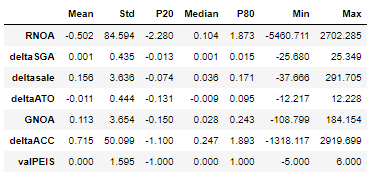 Mean Std P20 Median P80 Min Max
RNOA -0.502 84.594 -2.280 0.104 1.873 -5460.711 2702.285
deltaSGA 0.001 0.435 -0.013 0.001 0.015 -25.680 25.349
deltasale 0.156 3.636 -0.074 0.036 0.171 -37.666 291.705
deltaATO -0.011 0.444 -0.131 -0.009 0.095 -12.217 12.228
GNOA 0.113 3.654 -0.150 0.028 0.243 -108.799 184.154
deltaACC 0.715 50.099 -1.100 0.247 1.893 -1318.117 2919.699
valPEIS 0.000 1.595 -1.000 0.000 1.000 -5.000 6.000